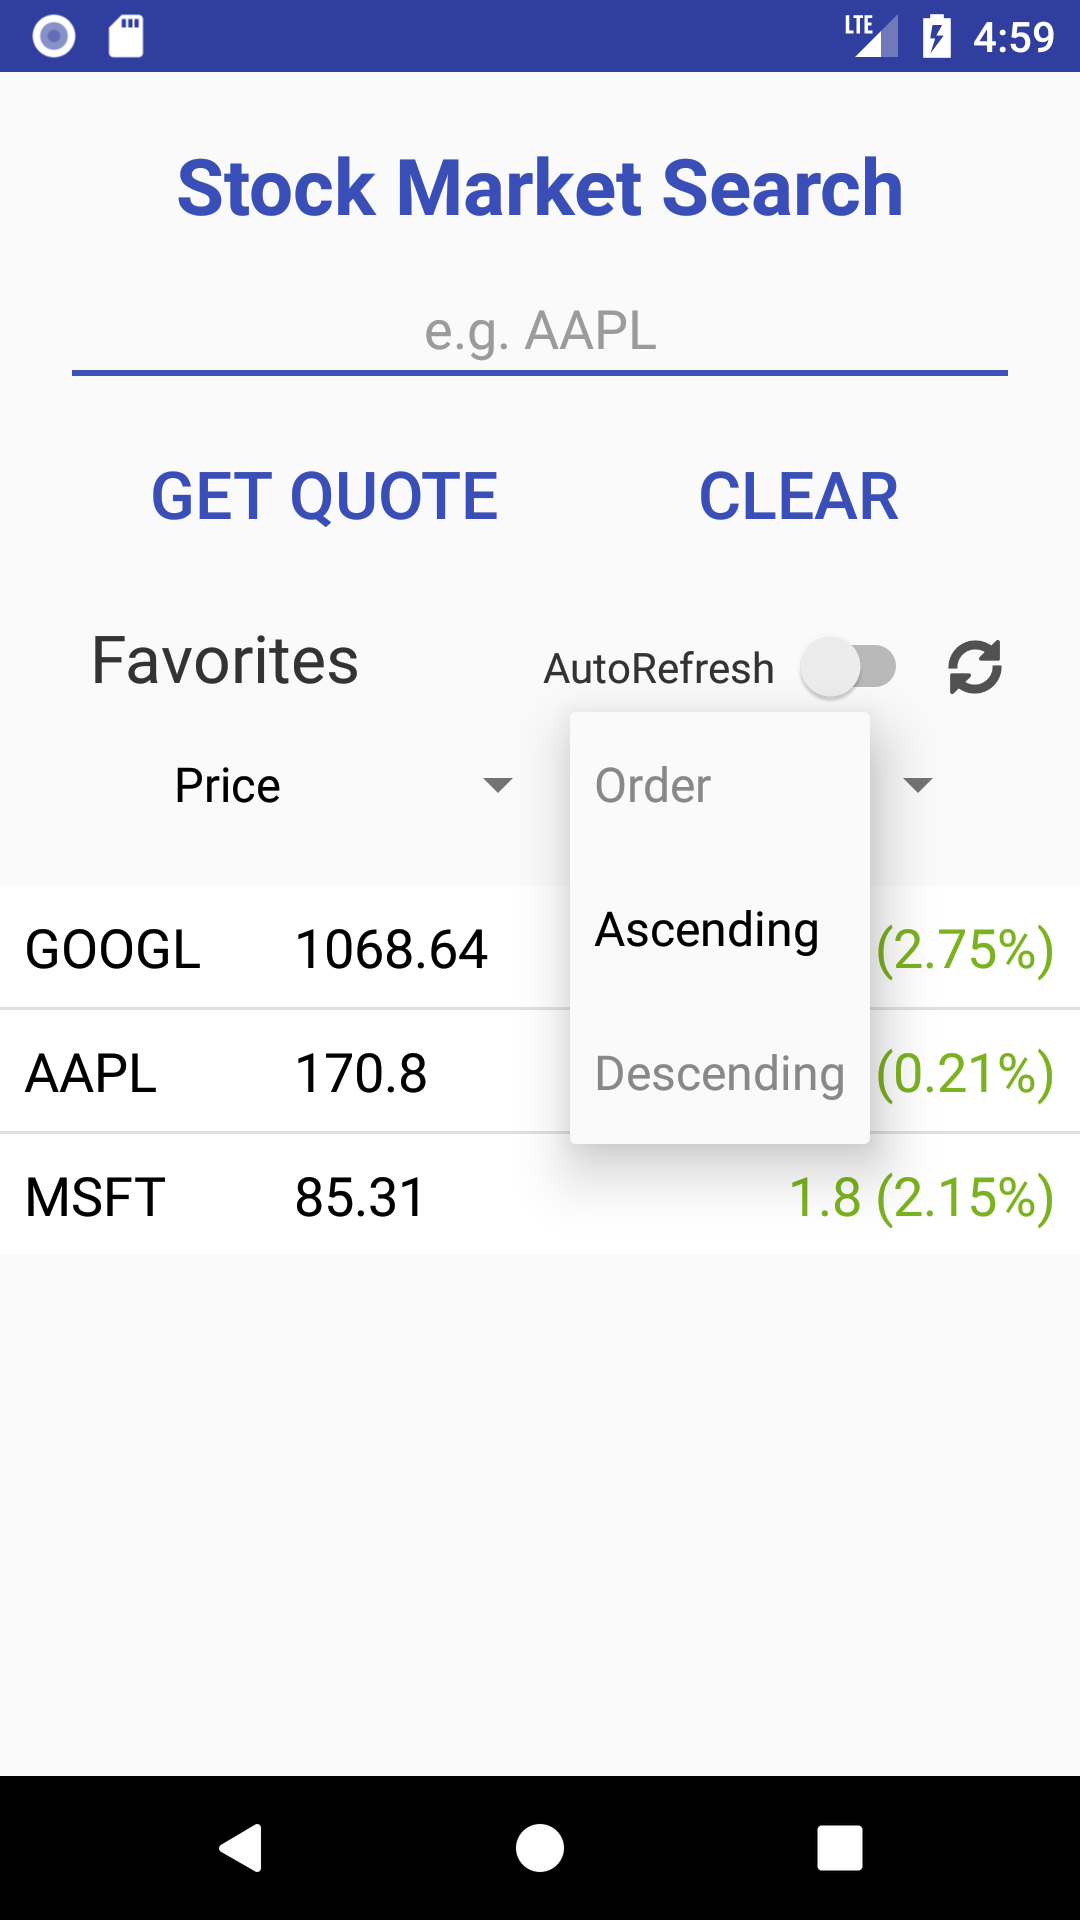 LTE 4:59
Stock Market Search
e.g. AAPL
GET QUOTE CLEAR
Favorites AutoRefresh
Price Order
Ascending
Descending
GOOGL 1068.64 (2.75%)
AAPL 170.8 (0.21%)
MSFT 85.31 1.8 (2.15%)